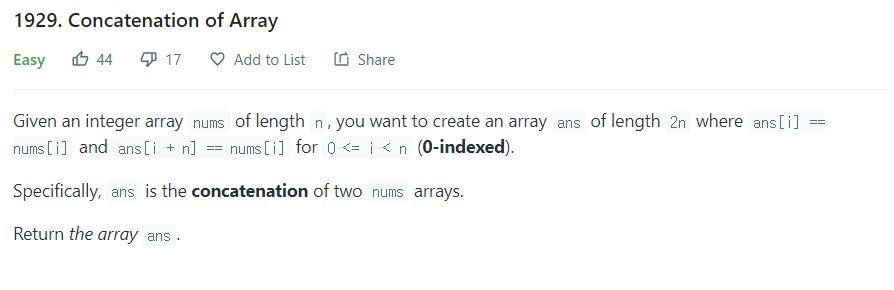 1929. Concatenation of Array
Easy 44 17 Add to List Share
Given an integer array nums of length n, you want to create an array ans of length 2n where ans[i] ==
nums[i] and ans[i + n] == nums[i] for 0 <= i < n (0-indexed).
Specifically, ans is the concatenation of two nums arrays.
Return the array ans.